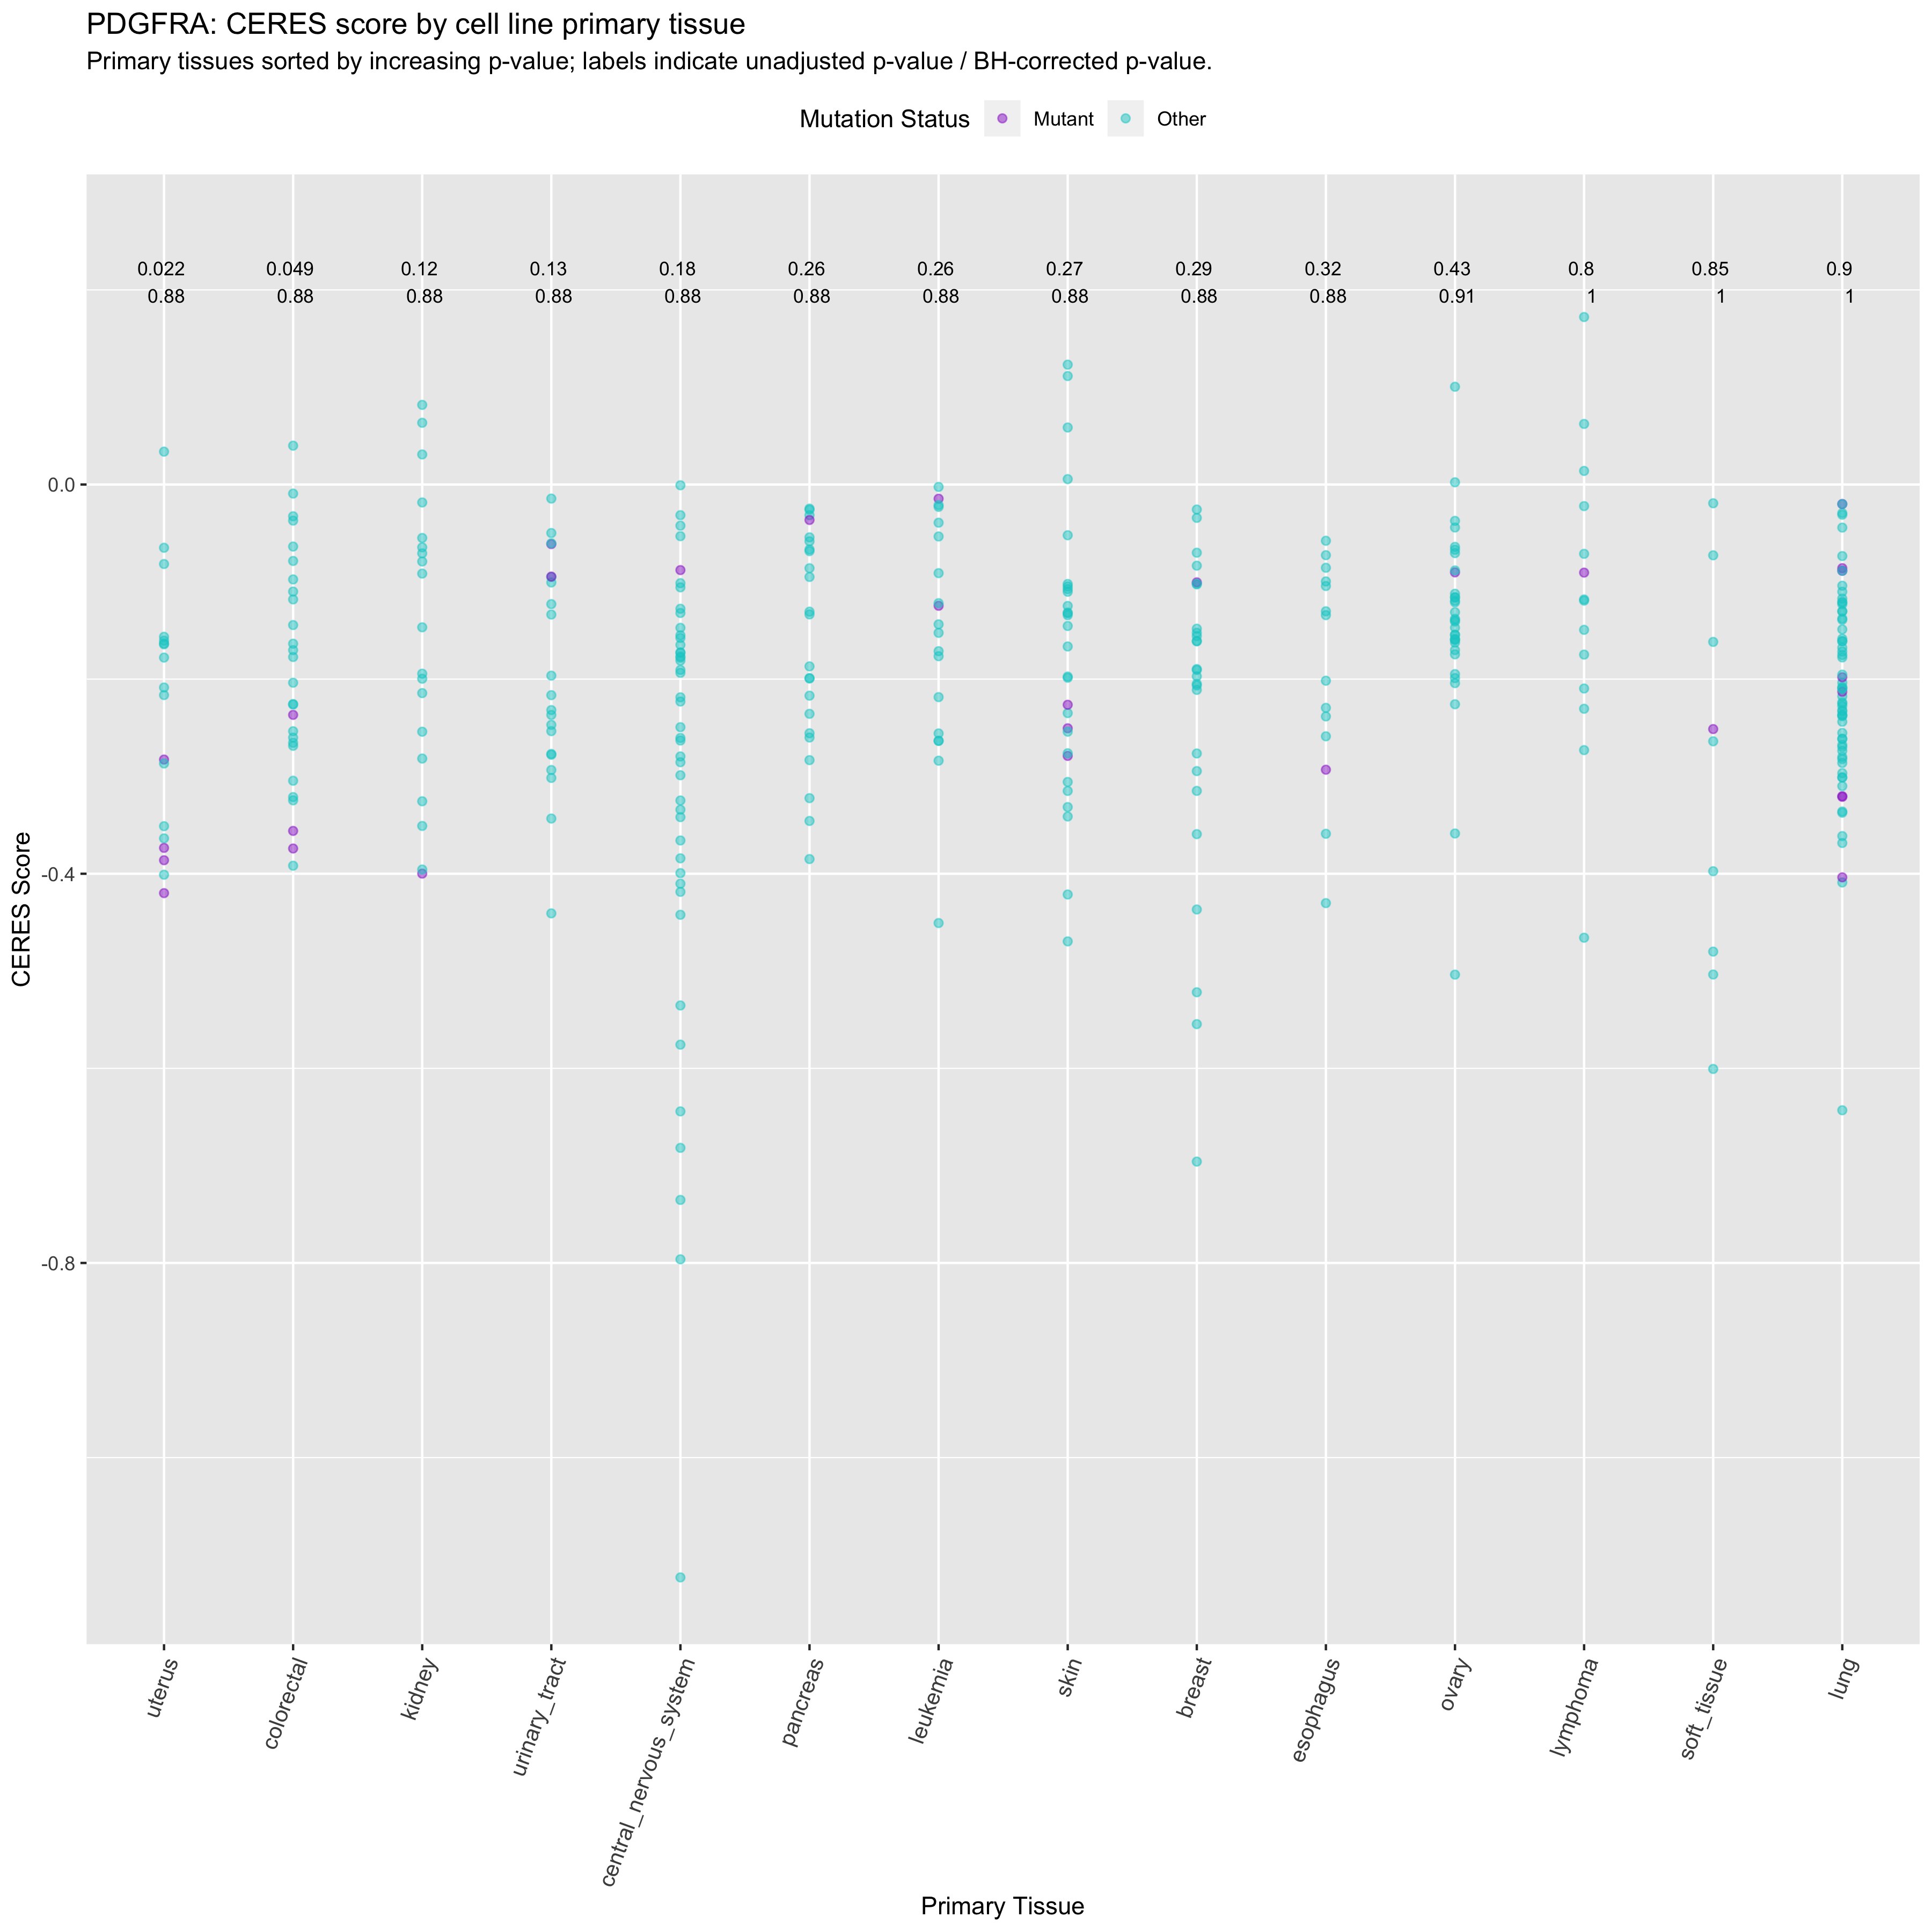 PDGFRA: CERES score by cell line primary tissue
Primary tissues sorted by increasing p-value; labels indicate unadjusted p-value / BH-corrected p-value.
Mutation Status Mutant Other
0.022 0.049 0.12 0.13 0.18 0.26 0.26 0.27 0.29 0.32 0.43 0.8 0.85 0.9
0.88 0.88 0.88 0.88 0.88 0.88 0.88 0.88 0.88 0.88 0.91 1 1 1
0.0
-0.4
-0.8
CERES Score
uterus
colorectal
kidney
urinary_tract
central_nervous_system
pancreas
leukemia
skin
breast
esophagus
ovary
lymphoma
soft_tissue
lung
Primary Tissue